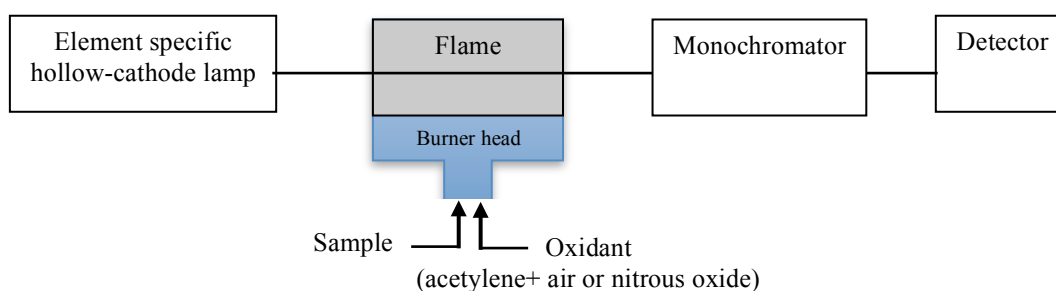 Element specific
hollow-cathode lamp
Flame
Monochromator
Detector
Burner head
Sample
Oxidant
(acetylene+ air or nitrous oxide)